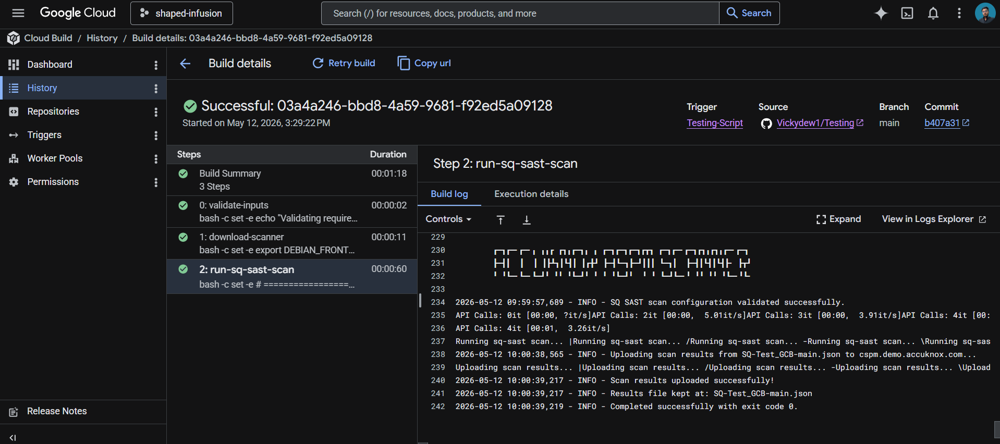 Google Cloud
shaped-infusion
Search (/) for resources, docs, products, and more
Search
Cloud Build / History / Build details: 03a4a246-bbd8-4a59-9681-f92ed5a09128
Dashboard
History
Repositories
Triggers
Worker Pools
Permissions
Release Notes
Build details
Retry build
Copy url
Successful: 03a4a246-bbd8-4a59-9681-f92ed5a09128
Started on May 12, 2026, 3:29:22 PM
Trigger
Testing-Script
Source
Vickydew1/Testing
Branch
main
Commit
b407a31
Steps Duration
Build Summary 00:01:18
3 Steps
0: validate-inputs 00:00:02
bash -c set -e echo "Validating require...
1: download-scanner 00:00:11
bash -c set -e export DEBIAN_FRONT...
2: run-sq-sast-scan 00:00:60
bash -c set -e # =================...
Step 2: run-sq-sast-scan
Build log
Execution details
Controls
Expand
View in Logs Explorer
229
230
231
232
233
234 2026-05-12 09:59:57,689 - INFO - SQ SAST scan configuration validated successfully.
235 API Calls: 0it [00:00, ?it/s]API Calls: 2it [00:00,  5.01it/s]API Calls: 3it [00:00,  3.91it/s]API Calls: 4it [00:
236 API Calls: 4it [00:01,  3.26it/s]
237 Running sq-sast scan... |Running sq-sast scan... /Running sq-sast scan... -Running sq-sast scan... \Running sq-sas
238 2026-05-12 10:00:38,565 - INFO - Uploading scan results from SQ-Test_GCB-main.json to cspm.demo.accuknox.com...
239 Uploading scan results... |Uploading scan results... /Uploading scan results... -Uploading scan results... \Upload
240 2026-05-12 10:00:39,217 - INFO - Scan results uploaded successfully!
241 2026-05-12 10:00:39,217 - INFO - Results file kept at: SQ-Test_GCB-main.json
242 2026-05-12 10:00:39,219 - INFO - Completed successfully with exit code 0.